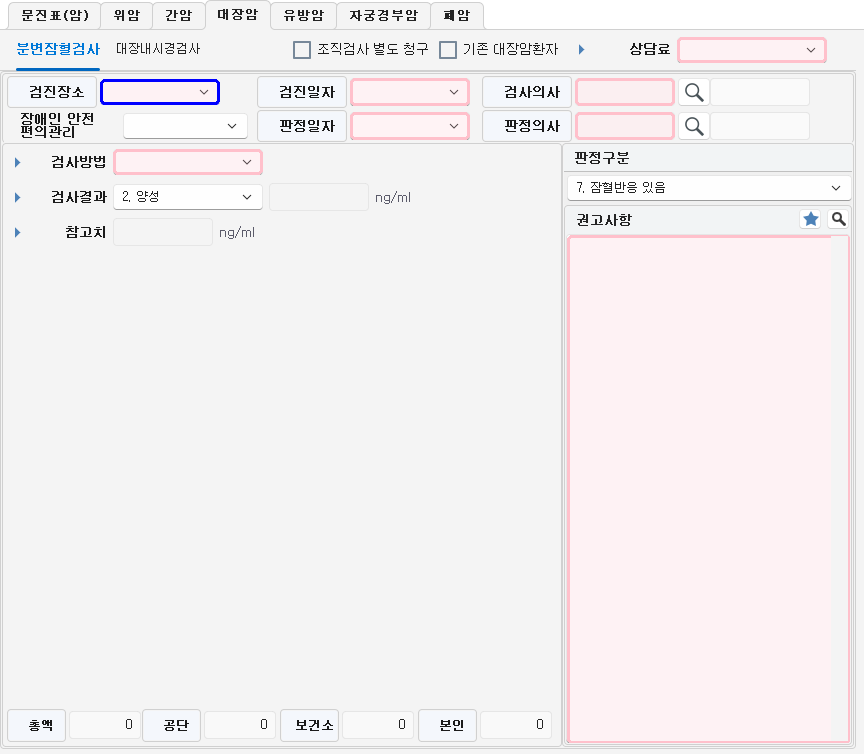 문진표(암) 위암 간암 대장암 유방암 자궁경부암 폐암
분변잠혈검사 대장내시경검사 조직검사 별도 청구 기존 대장암환자 상담료
검진장소 검진일자 검사의사
장애인 안전
편의관리 판정일자 판정의사
검사방법 판정구분
검사결과 2. 양성 ng/ml 7. 잠혈반응 있음
참고치 ng/ml 권고사항
총액 0 공단 0 보건소 0 본인 0